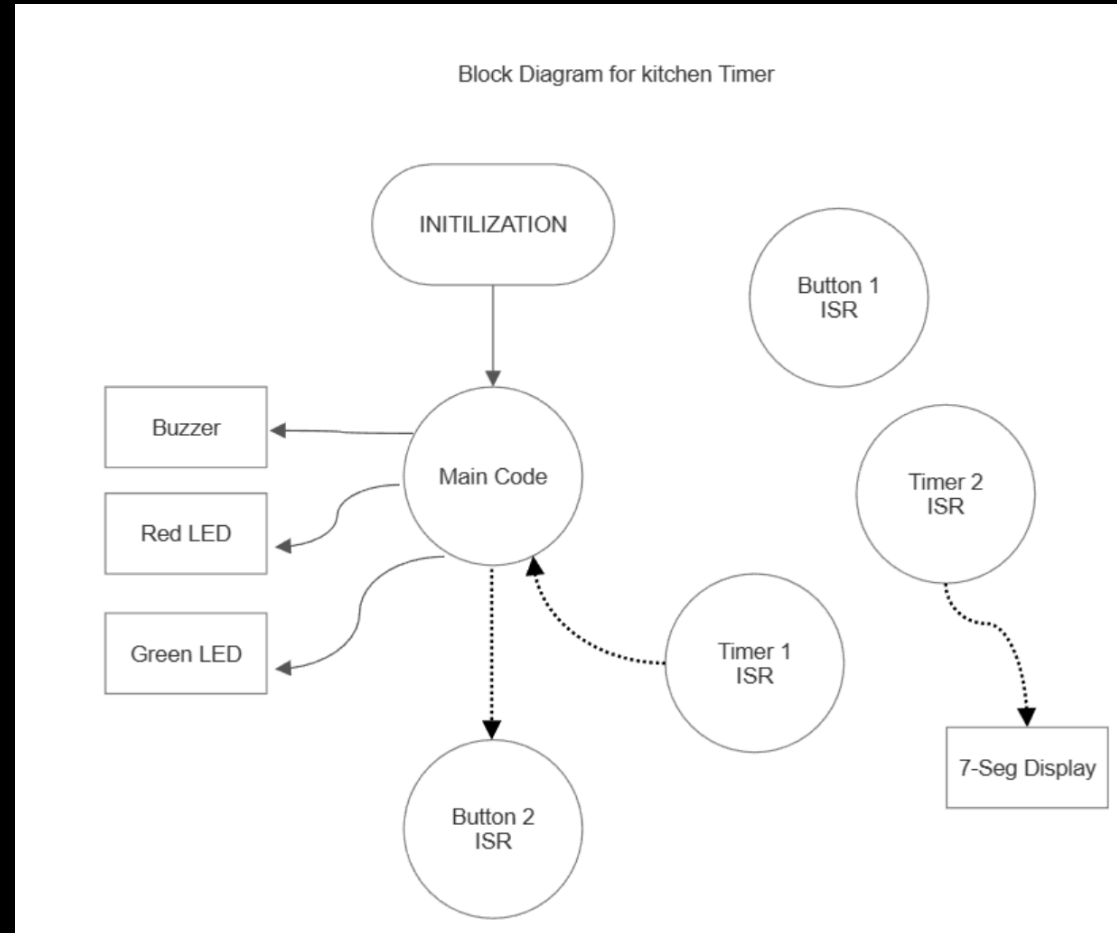 Block Diagram for kitchen Timer
INITILIZATION
Button 1
ISR
Buzzer
Main Code
Timer 2
ISR
Red LED
Green LED
Timer 1
ISR
7-Seg Display
Button 2
ISR